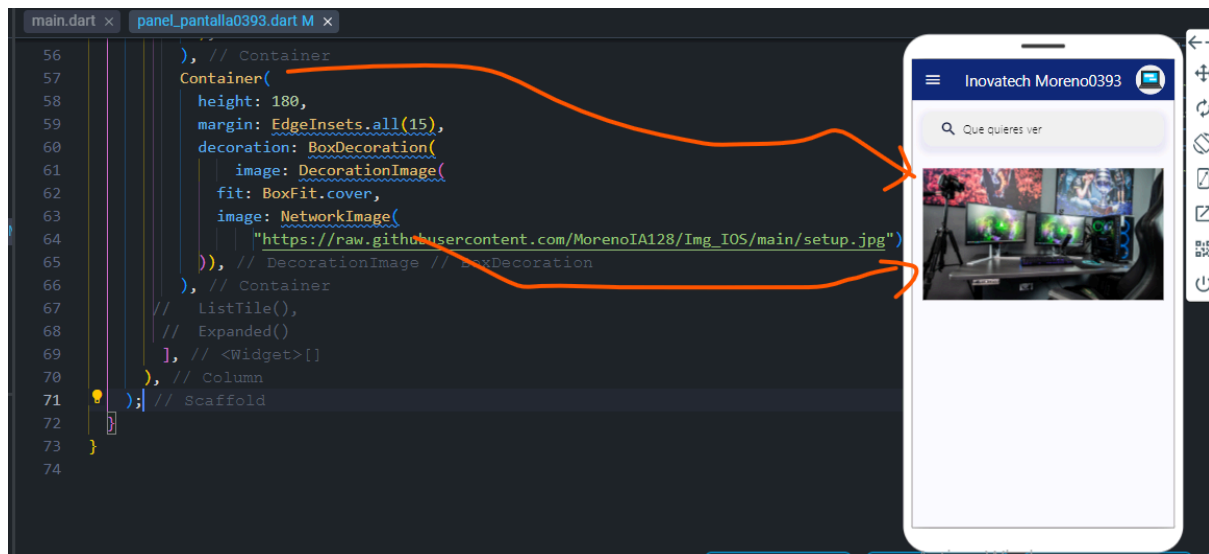 main.dart ×
panel_pantalla0393.dart M ×
56 ), // Container
57 Container(
58 height: 180,
59 margin: EdgeInsets.all(15),
60 decoration: BoxDecoration(
61 image: DecorationImage(
62 fit: BoxFit.cover,
63 image: NetworkImage(
64 "https://raw.githubusercontent.com/MorenoIA128/Img_IOS/main/setup.jpg")
65 )), // DecorationImage // BoxDecoration
66 ), // Container
67 // ListTile(),
68 // Expanded()
69 ], // <Widget>[]
70 ), // Column
71 ); // Scaffold
72 }
73 }
74
Inovatech Moreno0393
Que quieres ver